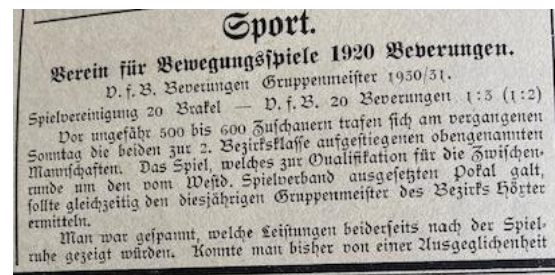 Sport.
Verein für Bewegungsspiele 1920 Beverungen.
V. f. B. Beverungen Gruppenmeister 1930/31.
Spielvereinigung 20 Brakel — V. f. B. 20 Beverungen 1:3 (1:2)
Vor ungefähr 500 bis 600 Zuschauern trafen sich am vergangenen
Sonntag die beiden zur 2. Bezirksklasse aufgestiegenen obengenannten
Mannschaften. Das Spiel, welches zur Qualifikation für die Zwischen-
runde um den vom Westd. Spielverband ausgesetzten Pokal galt,
sollte gleichzeitig den diesjährigen Gruppenmeister des Bezirks Höxter
ermitteln.
Man war gespannt, welche Leistungen beiderseits nach der Spiel-
ruhe gezeigt würden. Konnte man bisher von einer Ausgeglichenheit